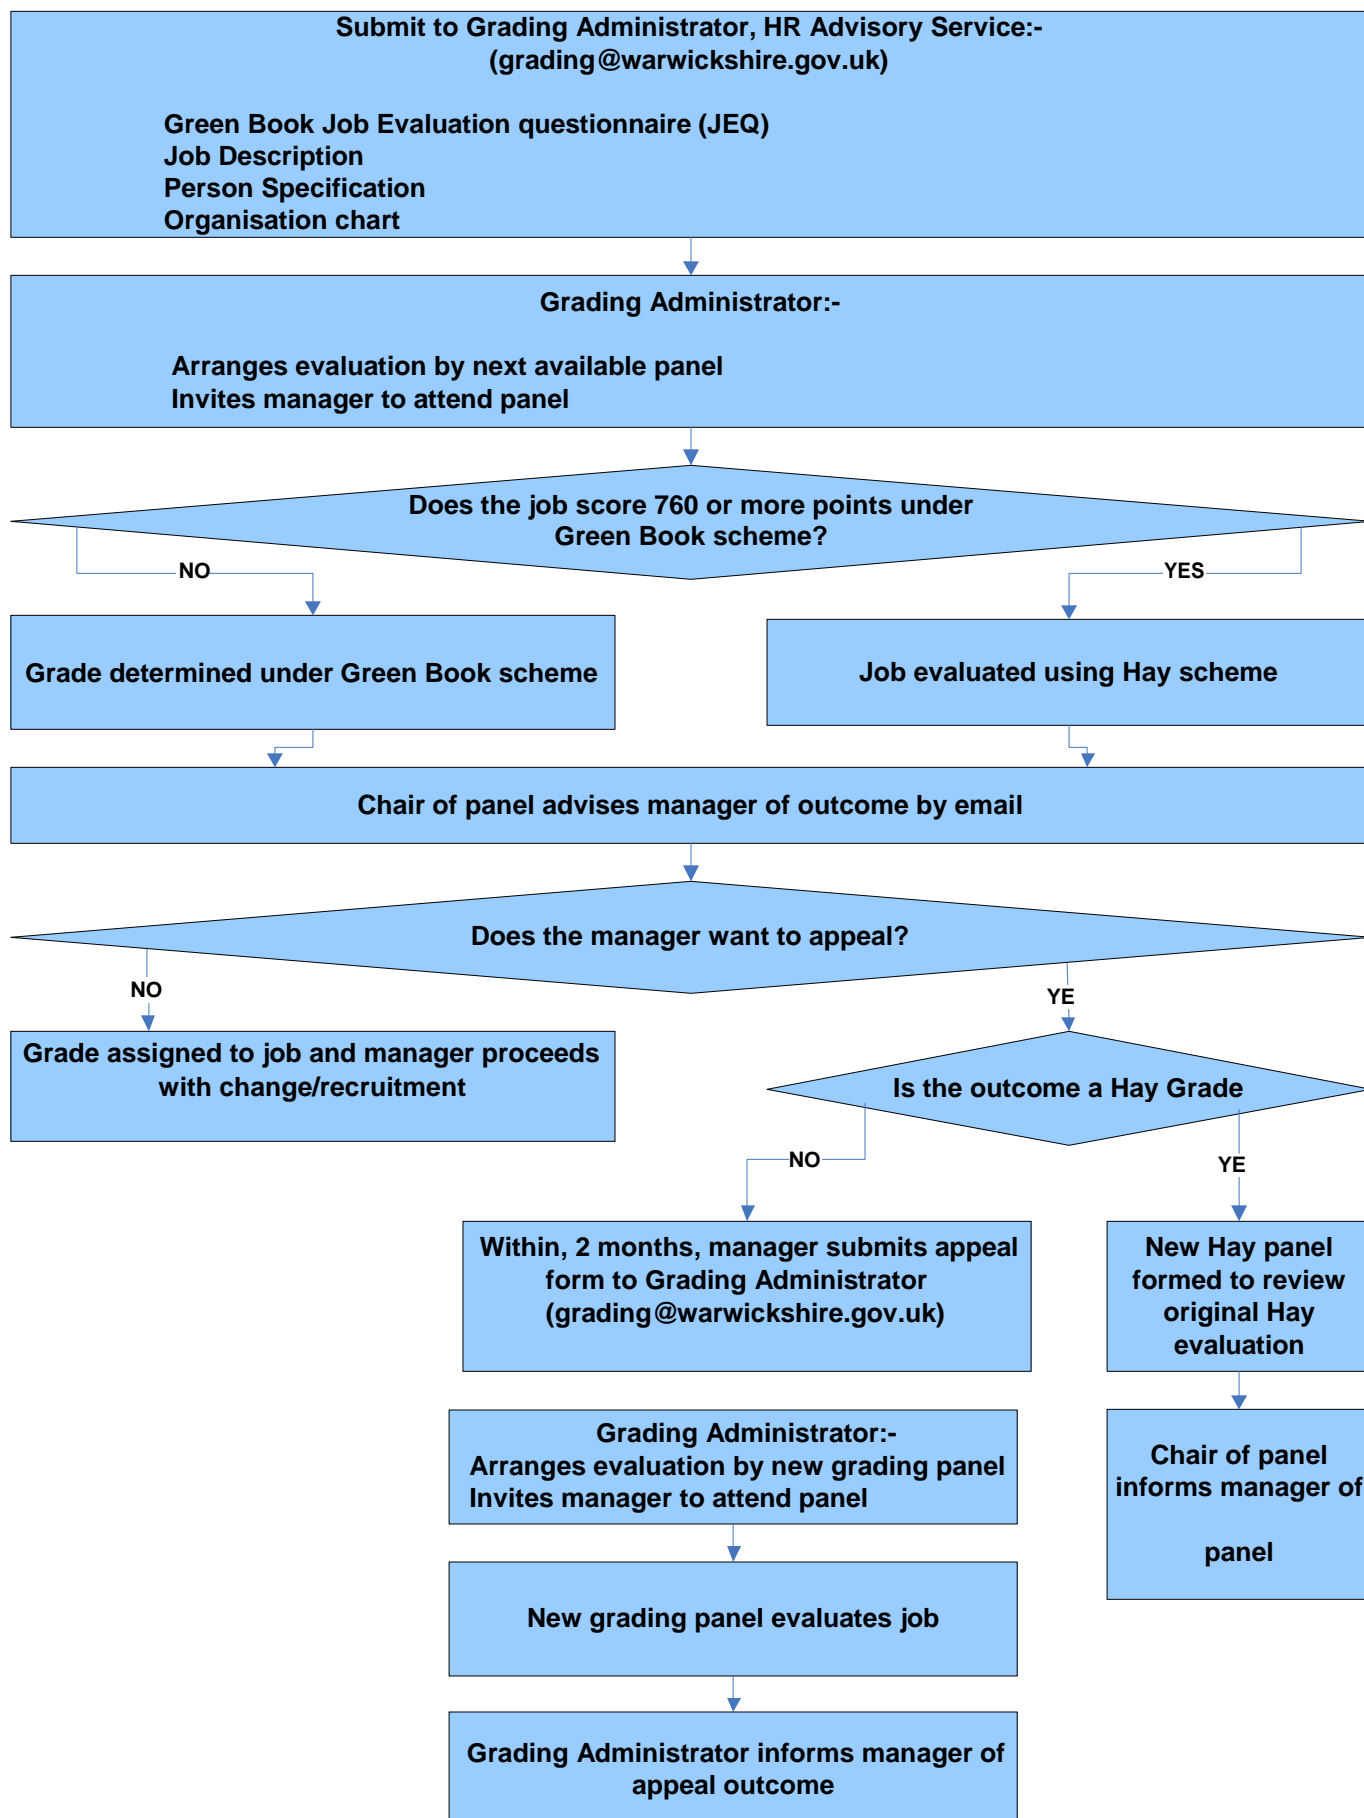 Submit to Grading Administrator, HR Advisory Service:-
(grading@warwickshire.gov.uk)
Green Book Job Evaluation questionnaire (JEQ)
Job Description
Person Specification
Organisation chart
Grading Administrator:-
Arranges evaluation by next available panel
Invites manager to attend panel
Does the job score 760 or more points under
Green Book scheme?
NO
YES
Grade determined under Green Book scheme
Job evaluated using Hay scheme
Chair of panel advises manager of outcome by email
Does the manager want to appeal?
NO
YE
Grade assigned to job and manager proceeds
with change/recruitment
Is the outcome a Hay Grade
NO
YE
Within, 2 months, manager submits appeal
form to Grading Administrator
(grading@warwickshire.gov.uk)
New Hay panel
formed to review
original Hay
evaluation
Grading Administrator:-
Arranges evaluation by new grading panel
Invites manager to attend panel
Chair of panel
informs manager of
panel
New grading panel evaluates job
Grading Administrator informs manager of
appeal outcome